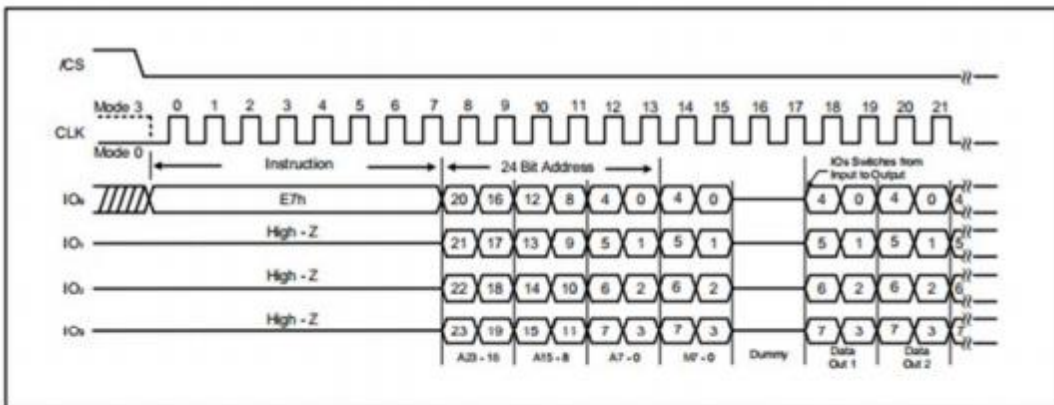 /CS
Mode 3 0 1 2 3 4 5 6 7 8 9 10 11 12 13 14 15 16 17 18 19 20 21
CLK
Mode 0
Instruction 24 Bit Address
IOs Switches from
Input to Output
IO₀ E7h 20 16 12 8 4 0 4 0 4 0 4 0 4
High - Z
IO₁ 21 17 13 9 5 1 5 1 5 1 5 1 5
High - Z
IO₂ 22 18 14 10 6 2 6 2 6 2 6 2 6
High - Z
IO₃ 23 19 15 11 7 3 7 3 7 3 7 3 7
A23 - 16 A15 - 8 A7 - 0 M7 - 0 Dummy Data Out 1 Data Out 2